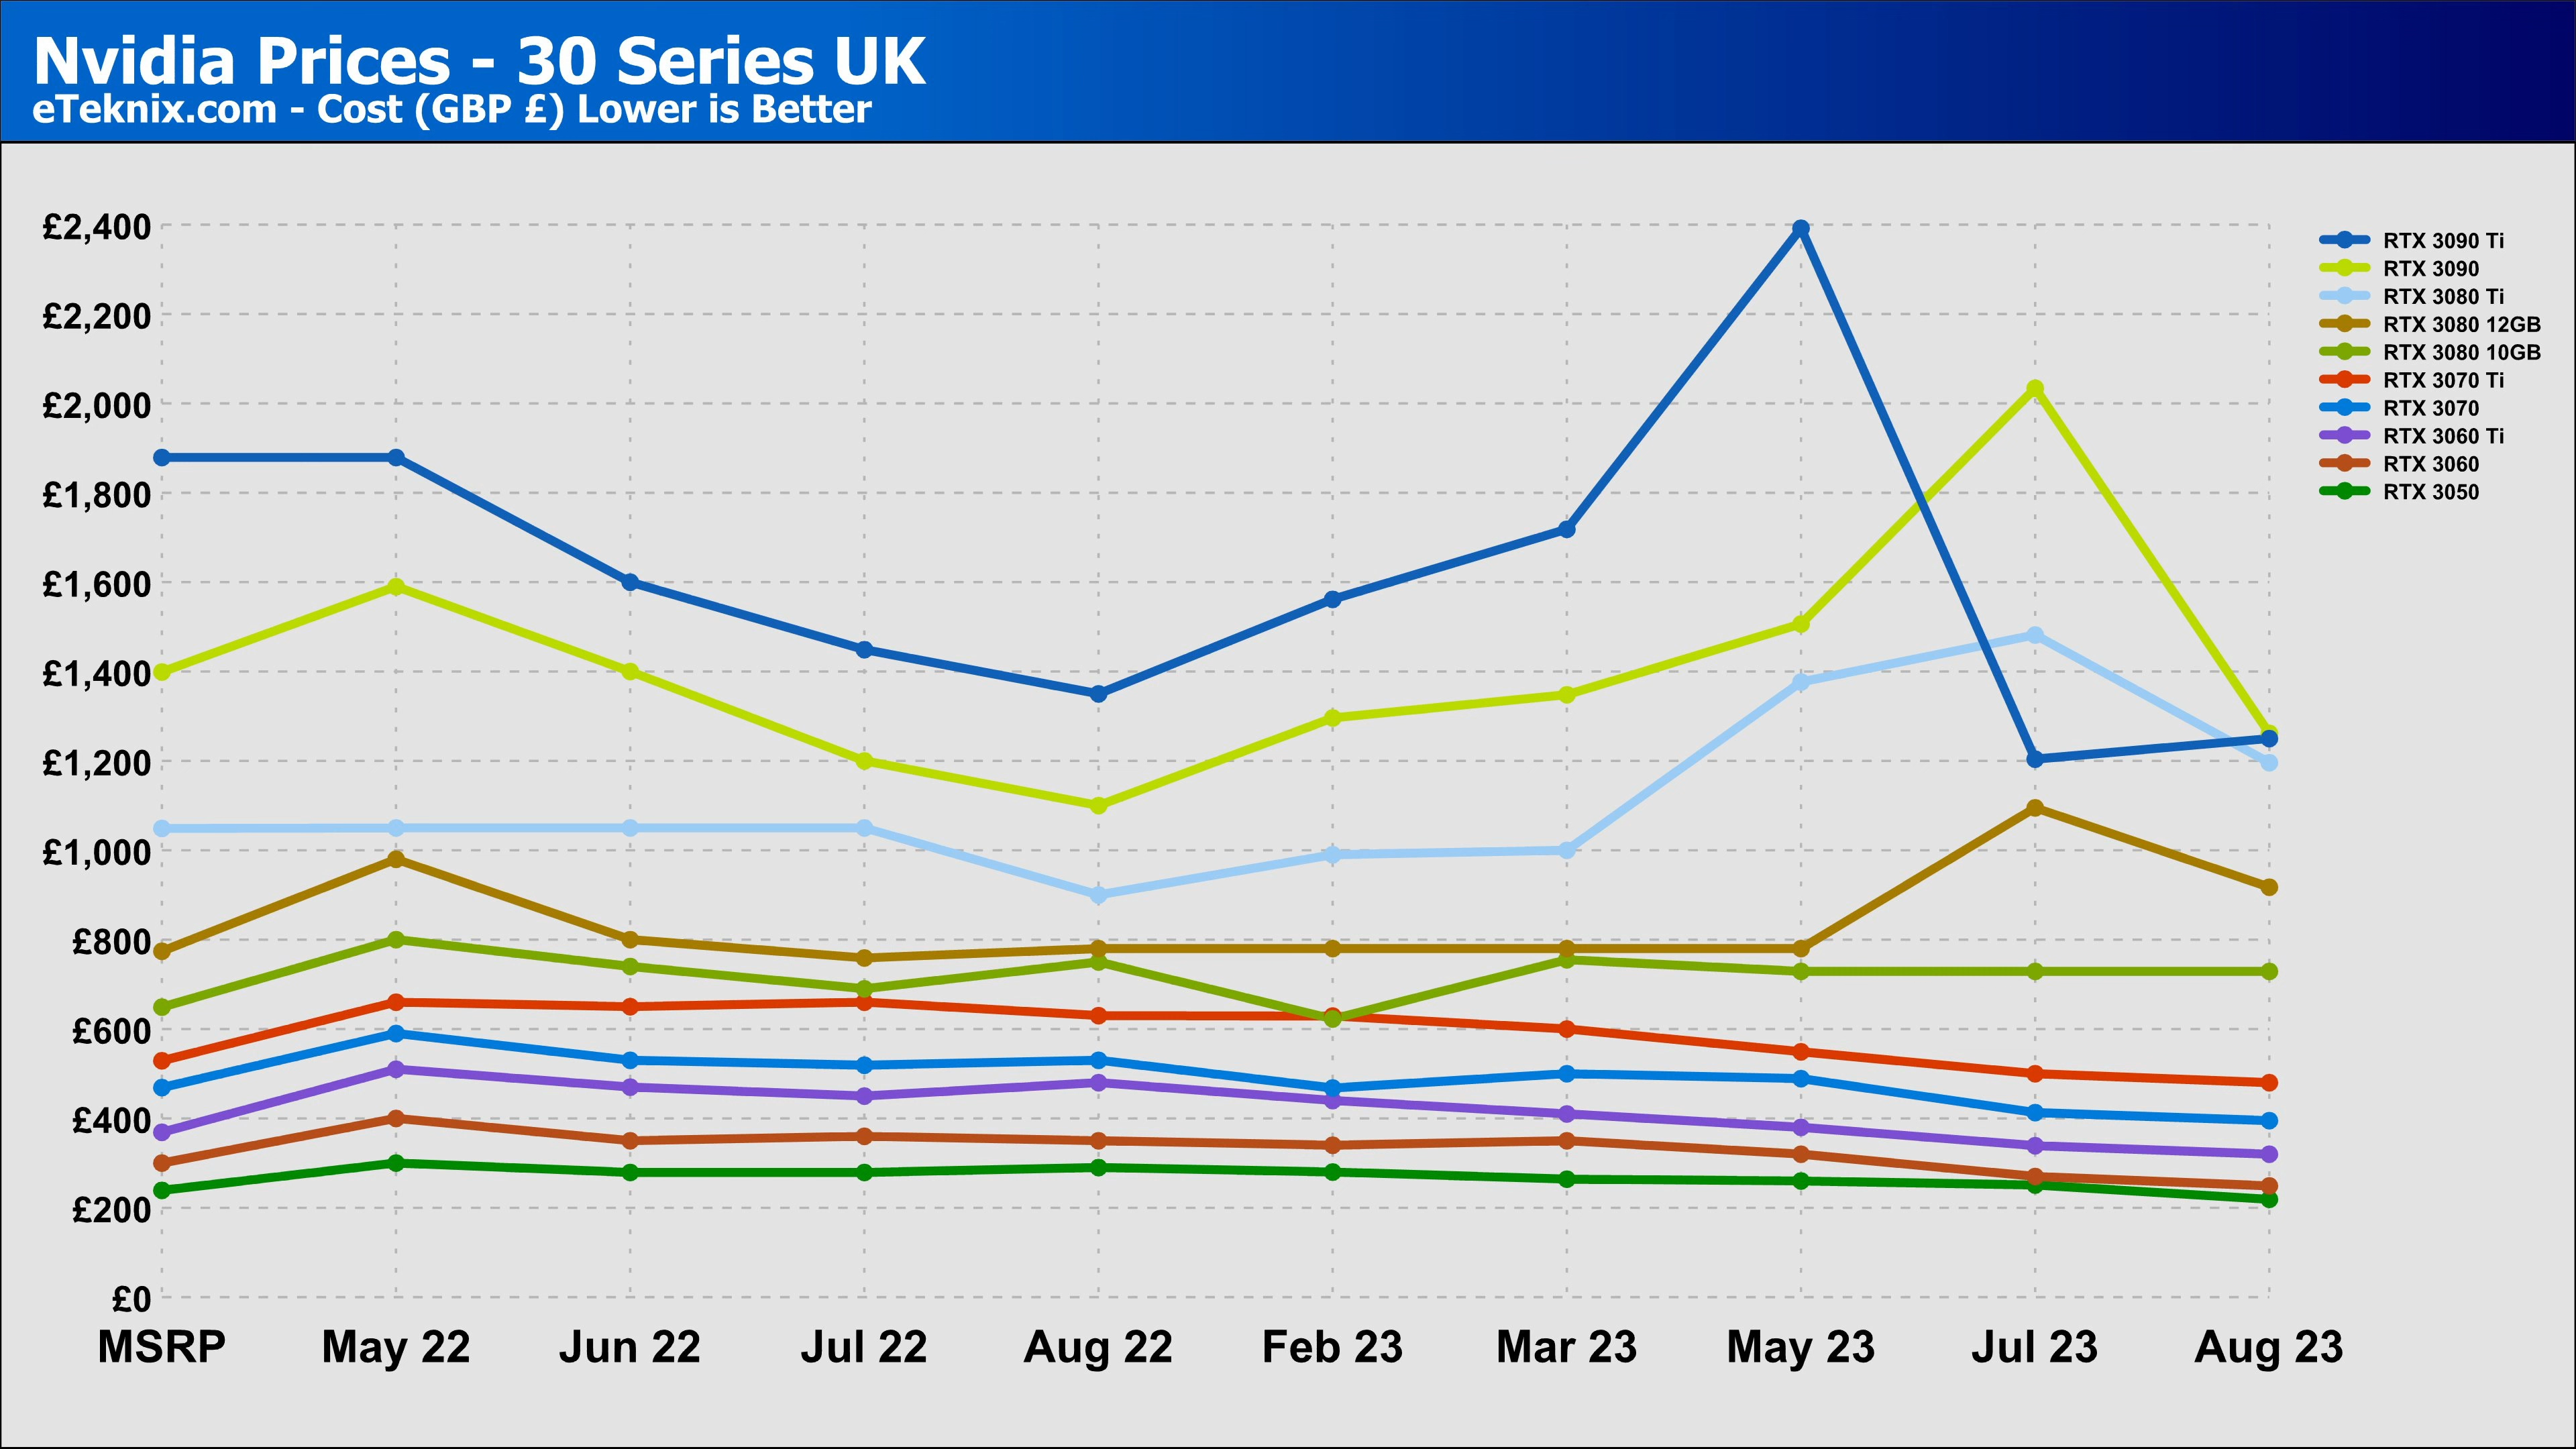 Nvidia Prices - 30 Series UK
eTeknix.com - Cost (GBP £) Lower is Better
£2,400
£2,200
£2,000
£1,800
£1,600
£1,400
£1,200
£1,000
£800
£600
£400
£200
£0
MSRP May 22 Jun 22 Jul 22 Aug 22 Feb 23 Mar 23 May 23 Jul 23 Aug 23
RTX 3090 Ti
RTX 3090
RTX 3080 Ti
RTX 3080 12GB
RTX 3080 10GB
RTX 3070 Ti
RTX 3070
RTX 3060 Ti
RTX 3060
RTX 3050